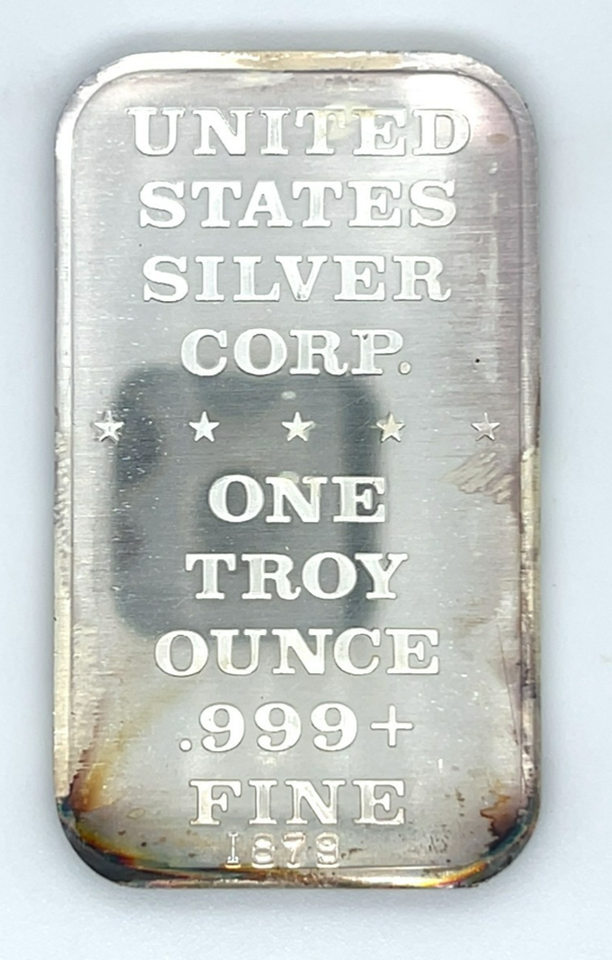 UNITED
STATES
SILVER
CORP.
ONE
TROY
OUNCE
.999+
FINE
1879